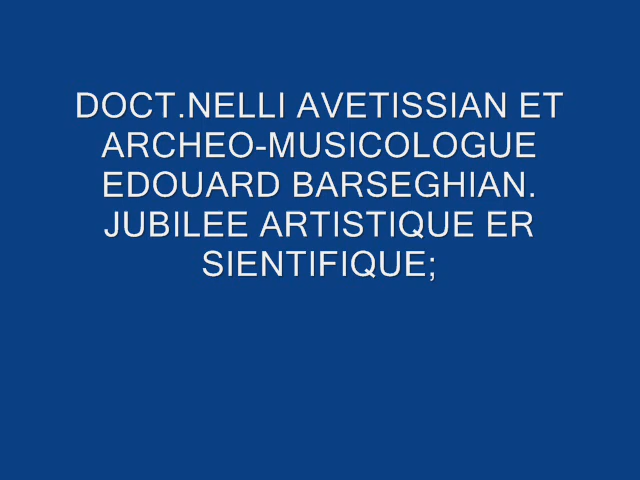 DOCT.NELLI AVETISSIAN ET
ARCHEO-MUSICOLOGUE
EDOUARD BARSEGHIAN.
JUBILEE ARTISTIQUE ER
SIENTIFIQUE;